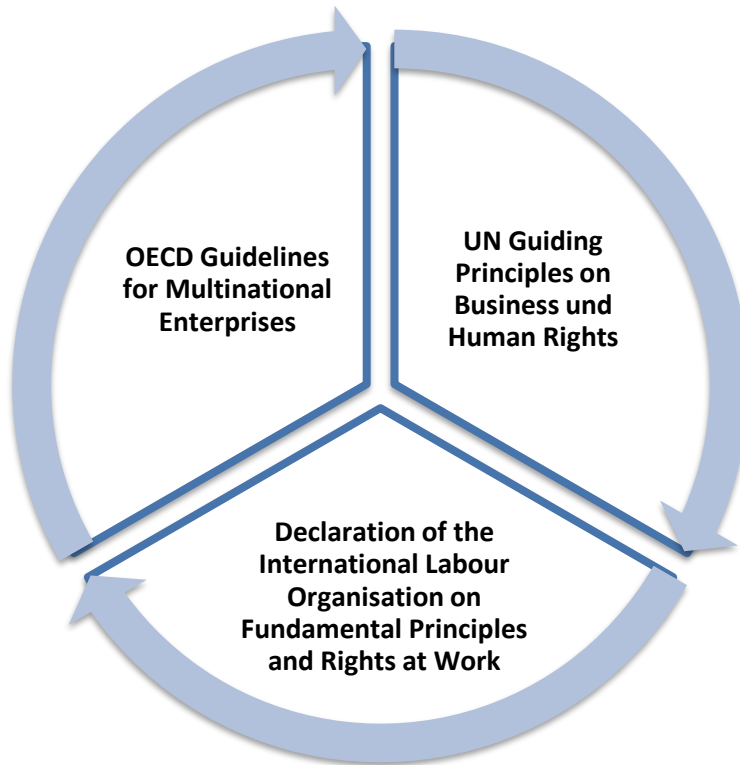 OECD Guidelines
for Multinational
Enterprises
UN Guiding
Principles on
Business und
Human Rights
Declaration of the
International Labour
Organisation on
Fundamental Principles
and Rights at Work